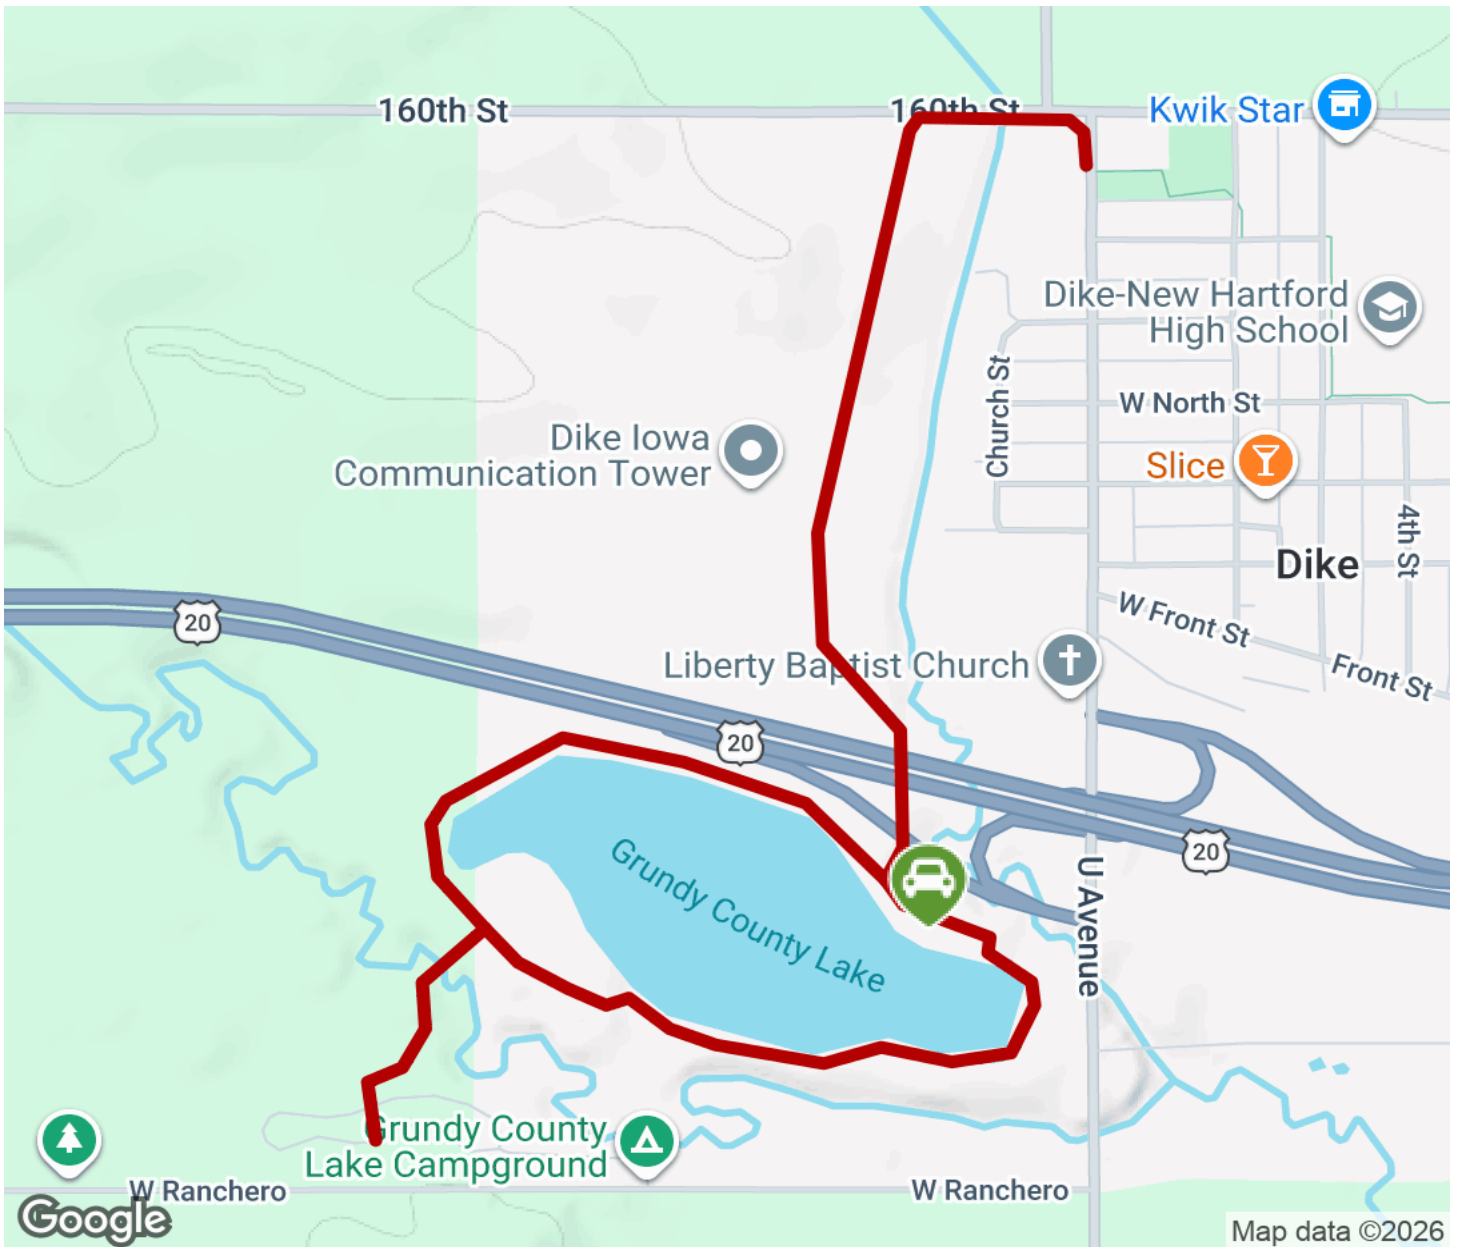 160th St
160th St
Kwik Star
Dike-New Hartford
High School
Church St
W North St
Dike Iowa
Communication Tower
Slice
4th St
Dike
20
W Front St
Liberty Baptist Church
Front St
20
20
Grundy County Lake
U Avenue
Grundy County
Lake Campground
W Ranchero
W Ranchero
Google
Map data ©2026